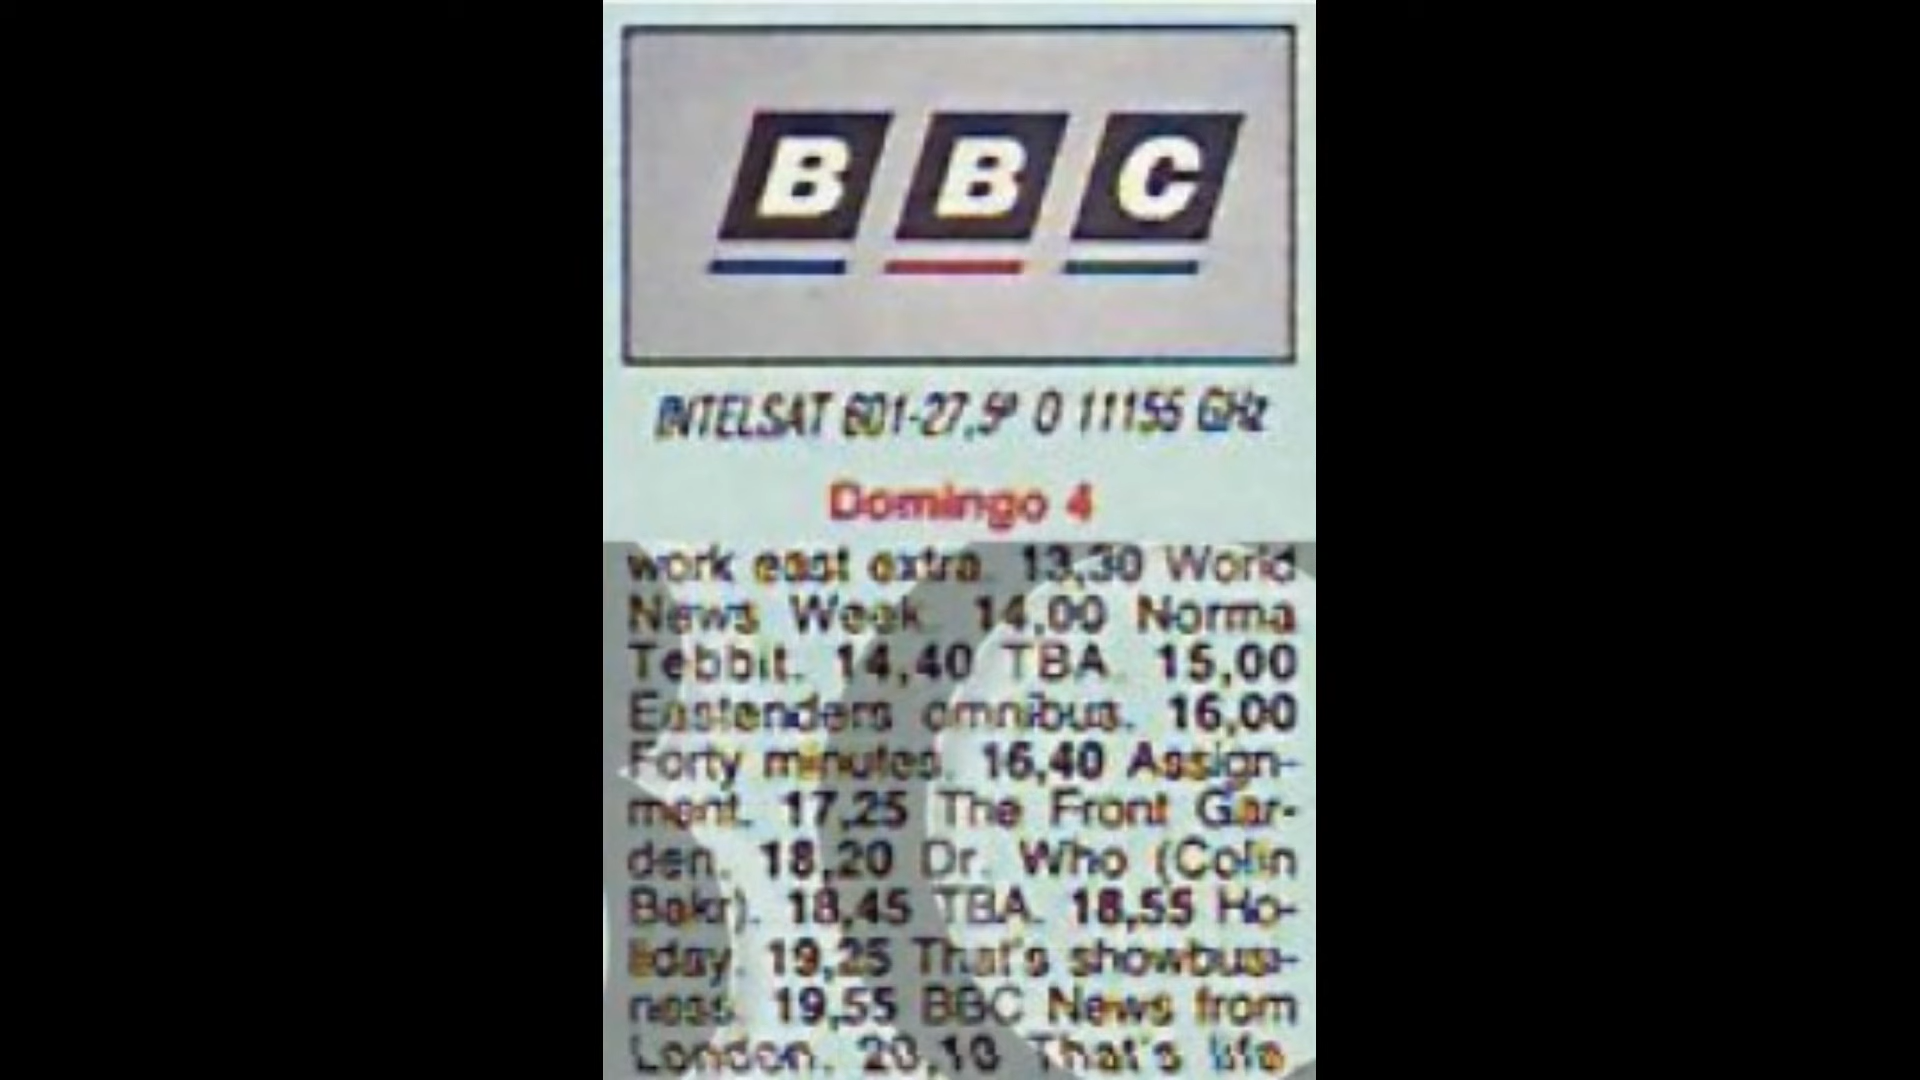 BBC
INTELSAT 601-27,5º O 11155 GHz
Domingo 4
work east extra. 13,30 World
News Week. 14,00 Norma
Tebbit. 14,40 TBA. 15,00
Eastenders omnibus. 16,00
Forty minutes. 16,40 Assign-
ment. 17,25 The Front Gar-
den. 18,20 Dr. Who (Colin
Bakr). 18,45 TBA. 18,55 Ho-
liday. 19,25 That's showbusi-
ness. 19,55 BBC News from
London. 20,10 That's life